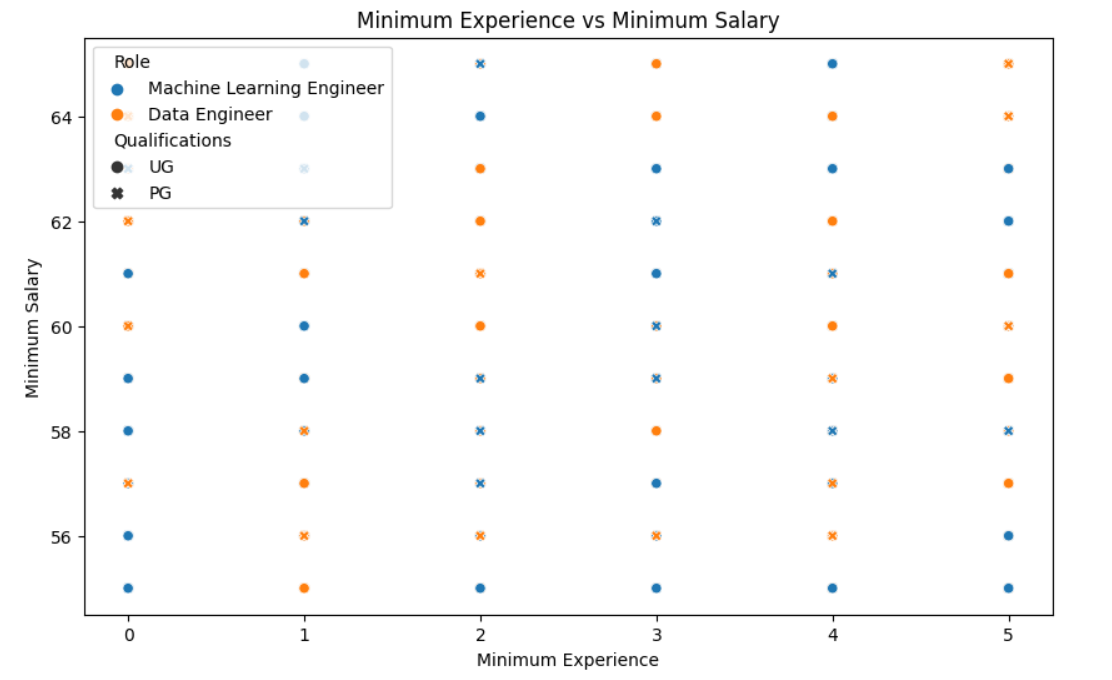 Minimum Experience vs Minimum Salary
Role
Machine Learning Engineer
Data Engineer
Qualifications
UG
PG
64
62
60
58
56
Minimum Salary
0 1 2 3 4 5
Minimum Experience